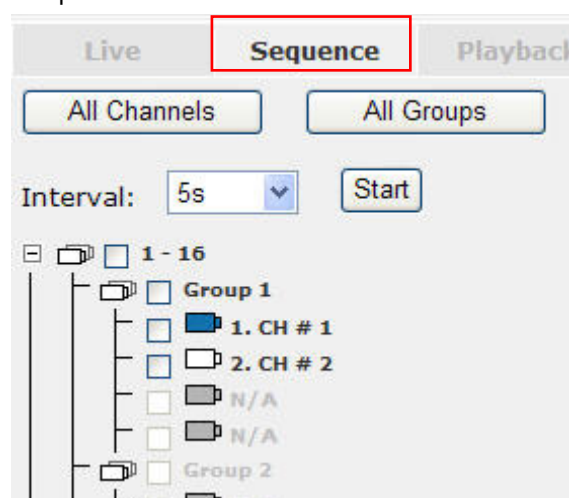 Live Sequence Playback
All Channels All Groups
Interval: 5s Start
1 - 16
Group 1
1. CH # 1
2. CH # 2
N/A
N/A
Group 2